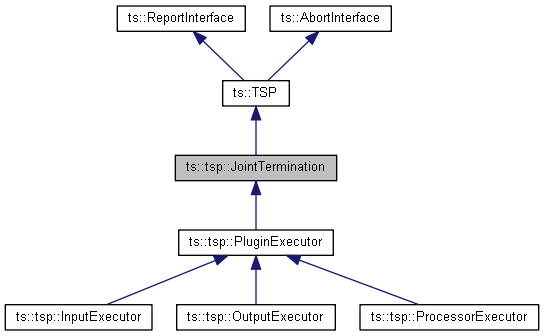 ts::ReportInterface
ts::AbortInterface
ts::TSP
ts::tsp::JointTermination
ts::tsp::PluginExecutor
ts::tsp::InputExecutor
ts::tsp::OutputExecutor
ts::tsp::ProcessorExecutor